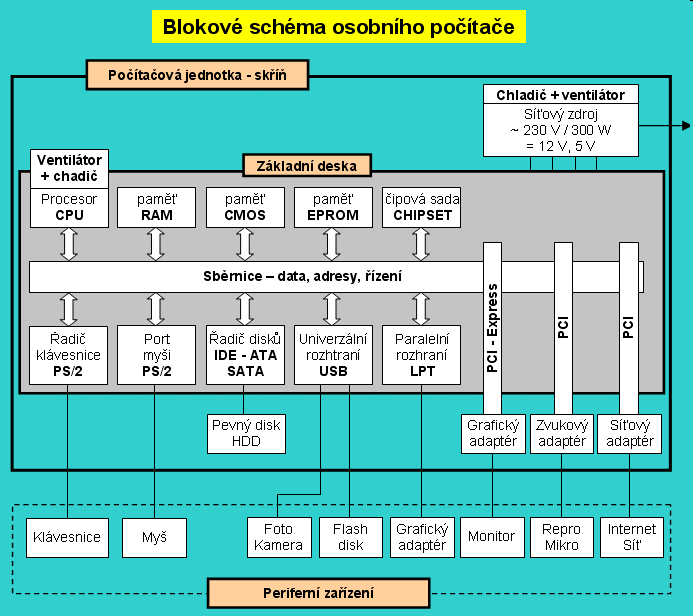 Blokové schéma osobního počítače
Počítačová jednotka - skříň
Chladič + ventilátor
Síťový zdroj
~ 230 V / 300 W
= 12 V, 5 V
Ventilátor
+ chadič
Základní deska
Procesor
CPU
paměť
RAM
paměť
CMOS
paměť
EPROM
čipová sada
CHIPSET
Sběrnice – data, adresy, řízení
PCI - Express
PCI
PCI
Řadič
klávesnice
PS/2
Port
myši
PS/2
Řadič disků
IDE - ATA
SATA
Univerzální
rozhtraní
USB
Paralelní
rozhraní
LPT
Pevný disk
HDD
Grafický
adaptér
Zvukový
adaptér
Síťový
adaptér
Klávesnice
Myš
Foto
Kamera
Flash
disk
Grafický
adaptér
Monitor
Repro
Mikro
Internet
Síť
Periferní zařízení